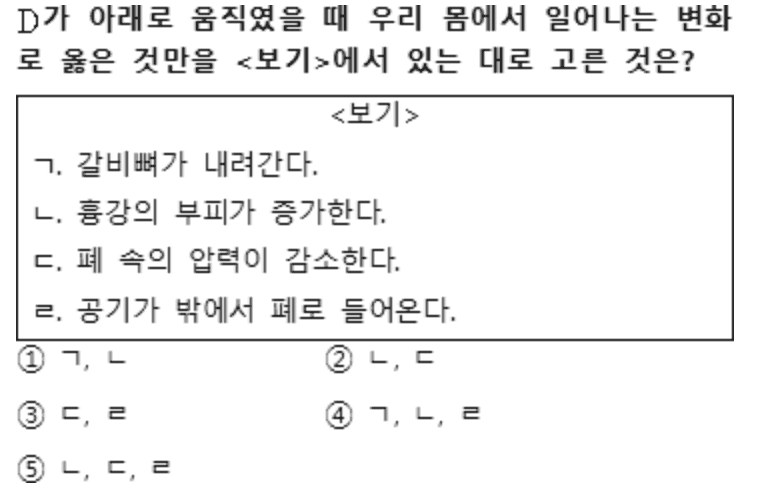 D가 아래로 움직였을 때 우리 몸에서 일어나는 변화
로 옳은 것만을 <보기>에서 있는 대로 고른 것은?
<보기>
ㄱ. 갈비뼈가 내려간다.
ㄴ. 흉강의 부피가 증가한다.
ㄷ. 폐 속의 압력이 감소한다.
ㄹ. 공기가 밖에서 폐로 들어온다.
① ㄱ, ㄴ ② ㄴ, ㄷ
③ ㄷ, ㄹ ④ ㄱ, ㄴ, ㄹ
⑤ ㄴ, ㄷ, ㄹ